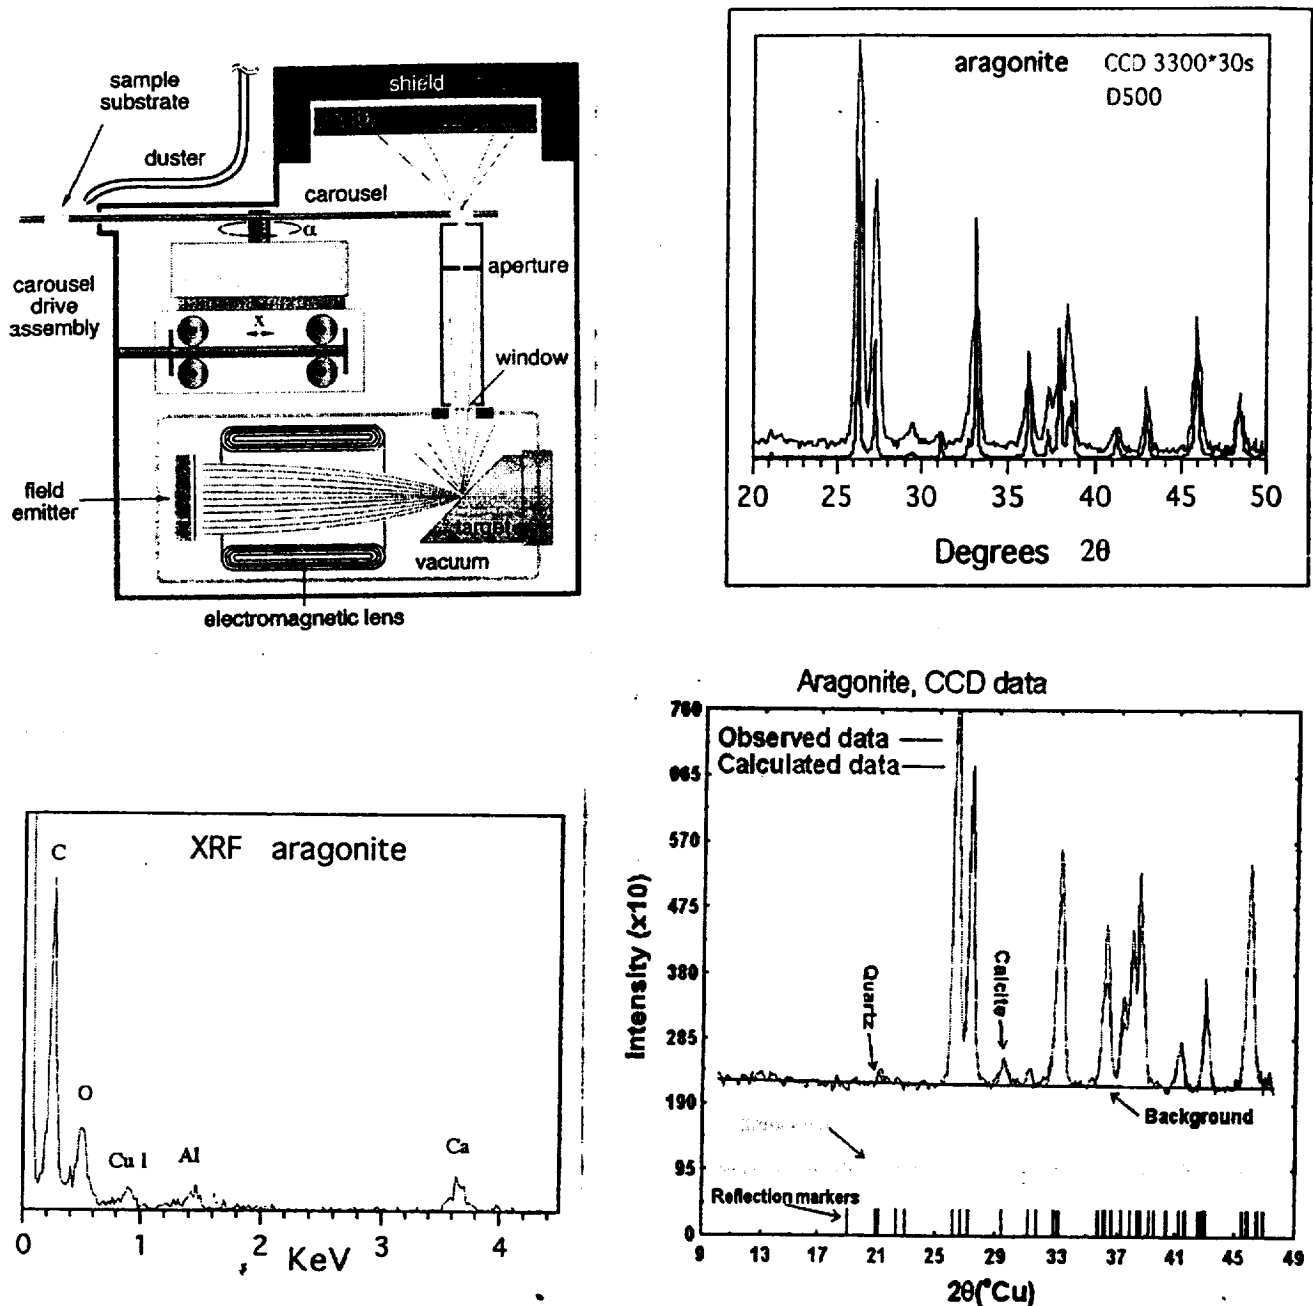 sample
substrate
duster
shield
carousel
α
aperture
carousel
drive
assembly
x
window
field
emitter
target
vacuum
electromagnetic lens
aragonite CCD 3300*30s
D500
20 25 30 35 40 45 50
Degrees 2θ
XRF aragonite
C
O
Cu l
Al
Ca
0 1 2 3 4
KeV
Aragonite, CCD data
Observed data
Calculated data
760
665
570
475
380
285
190
95
0
Intensity (x10)
Quartz
Calcite
Background
Reflection markers
9 13 17 21 25 29 33 37 41 45 49
2θ(°Cu)